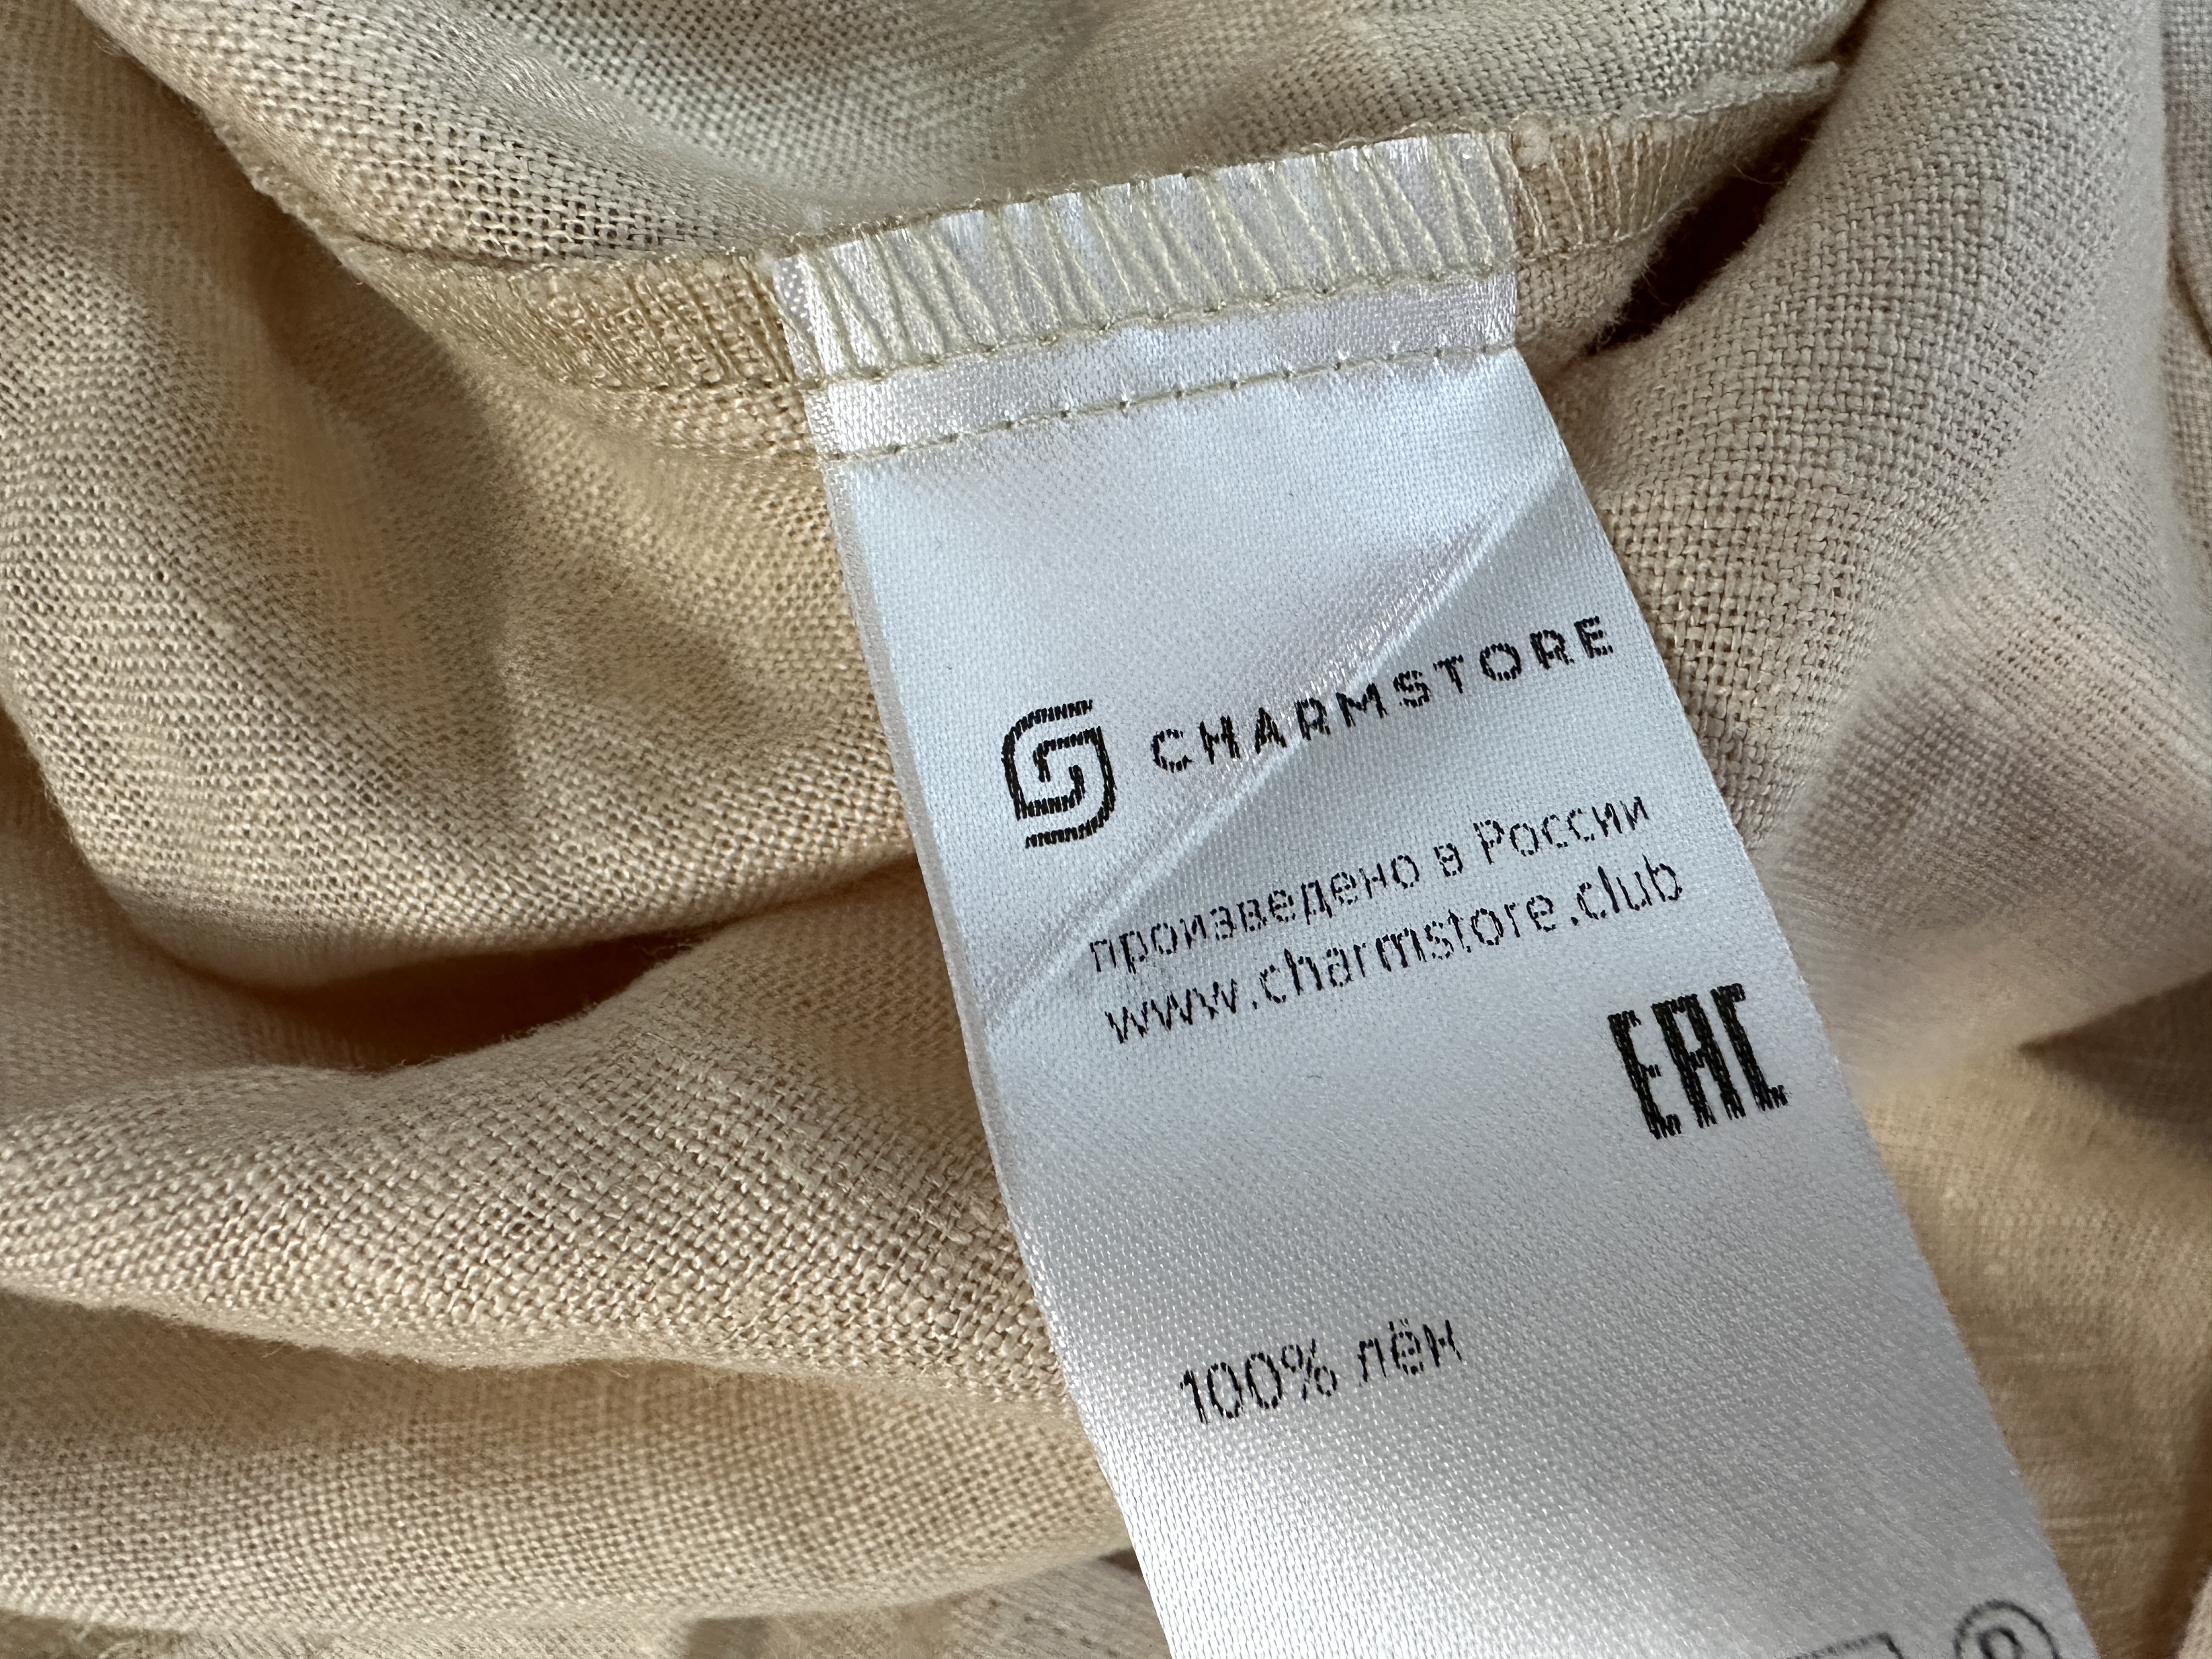 CHARMSTORE
произведено в России
www.charmstore.club
EAC
100% лён